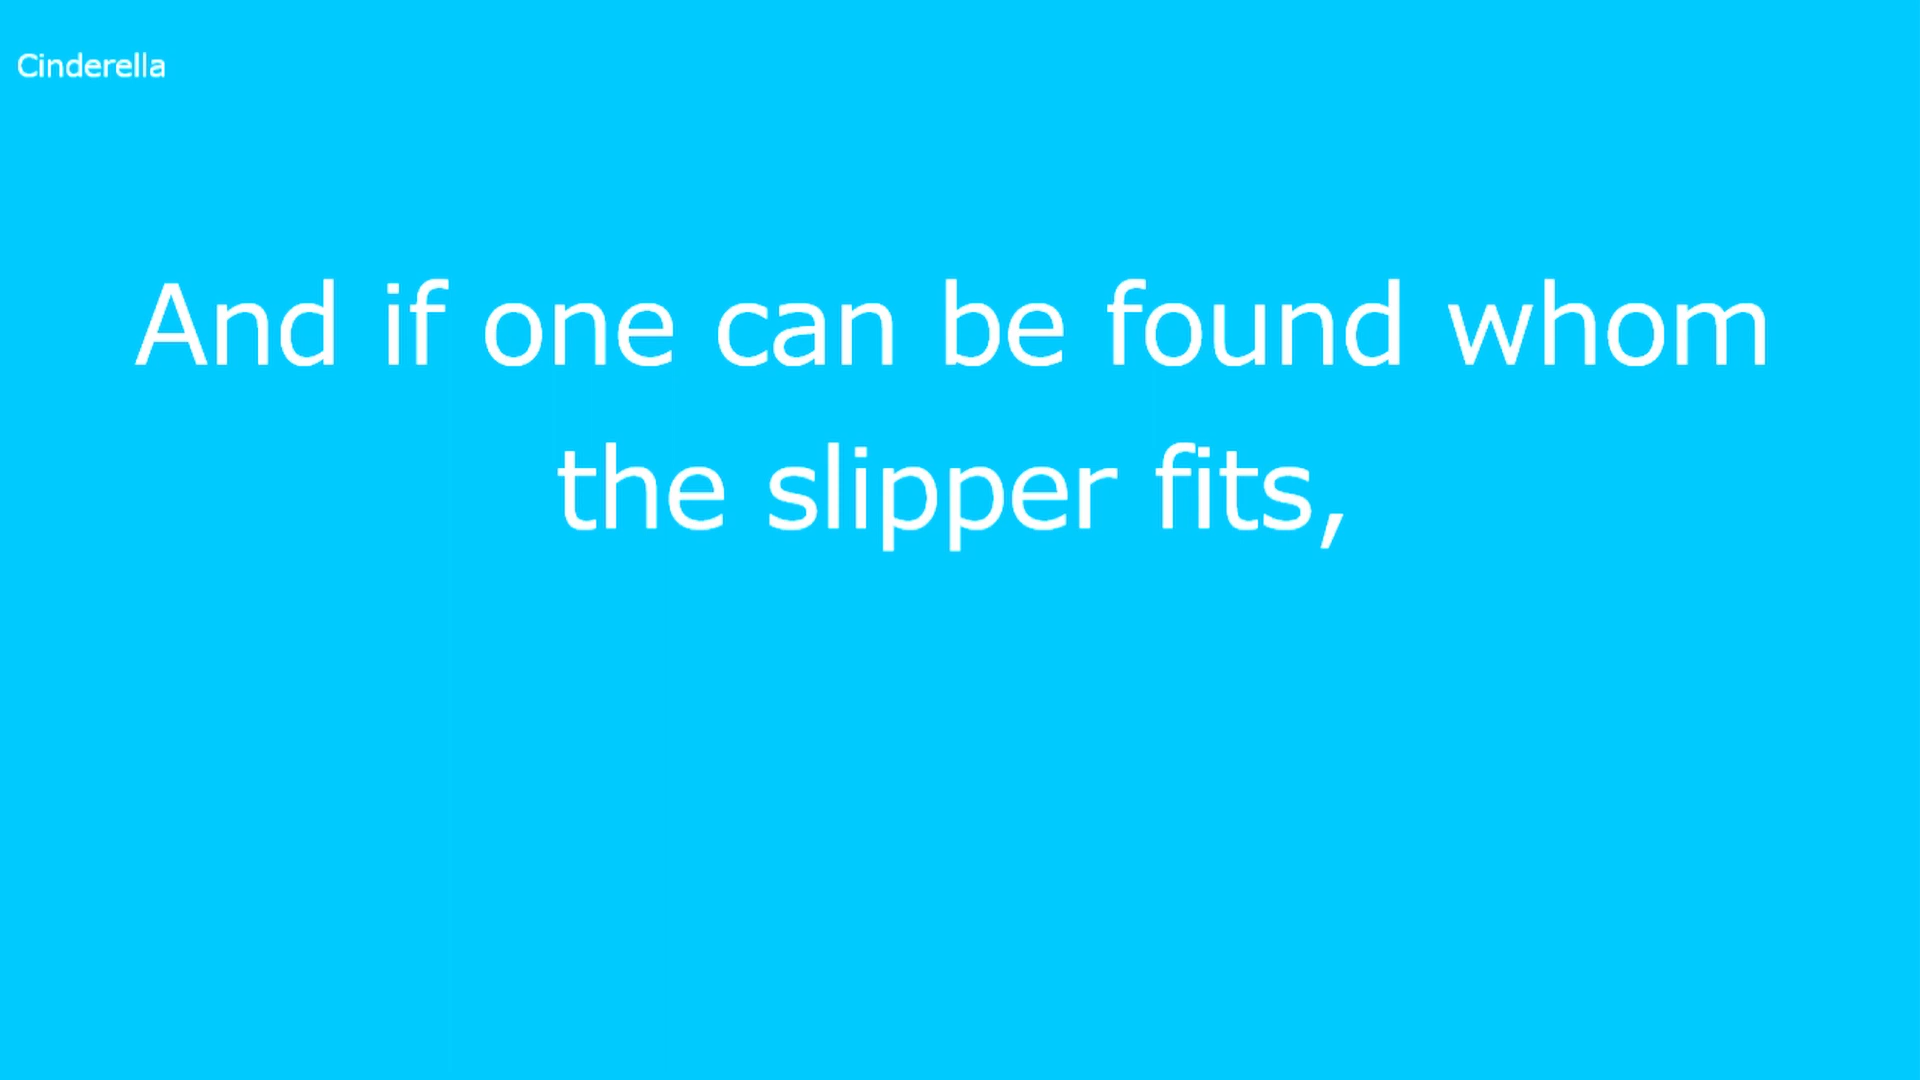 Cinderella
And if one can be found whom
the slipper fits,